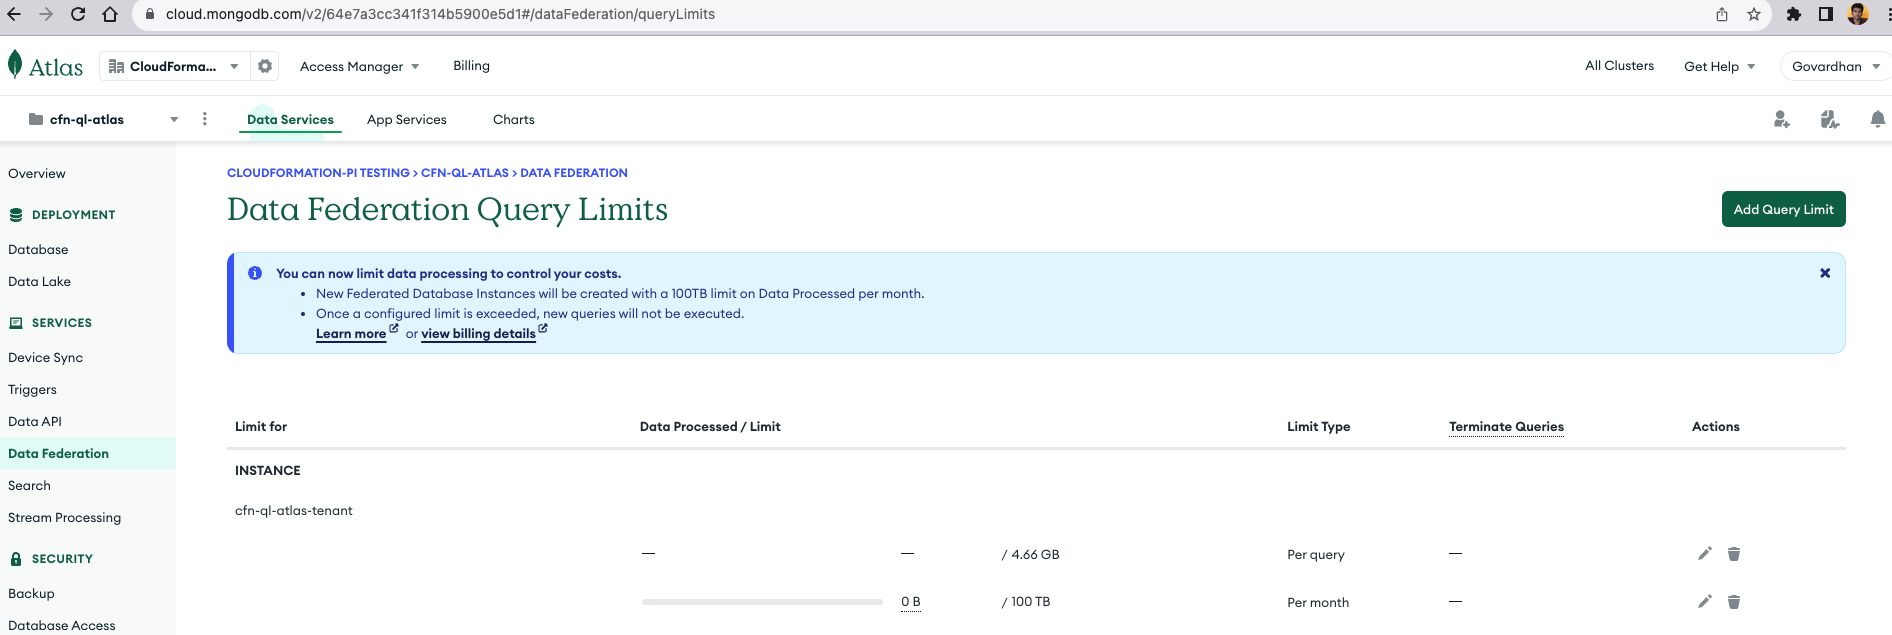 cloud.mongodb.com/v2/64e7a3cc341f314b5900e5d1#/dataFederation/queryLimits
Atlas
CloudForma...
Access Manager
Billing
All Clusters
Get Help
Govardhan
cfn-ql-atlas
Data Services
App Services
Charts
Overview
DEPLOYMENT
Database
Data Lake
SERVICES
Device Sync
Triggers
Data API
Data Federation
Search
Stream Processing
SECURITY
Backup
Database Access
CLOUDFORMATION-PI TESTING > CFN-QL-ATLAS > DATA FEDERATION
Data Federation Query Limits
Add Query Limit
You can now limit data processing to control your costs.
• New Federated Database Instances will be created with a 100TB limit on Data Processed per month.
• Once a configured limit is exceeded, new queries will not be executed.
Learn more or view billing details
Limit for Data Processed / Limit Limit Type Terminate Queries Actions
INSTANCE
cfn-ql-atlas-tenant
— — / 4.66 GB Per query —
0 B / 100 TB Per month —